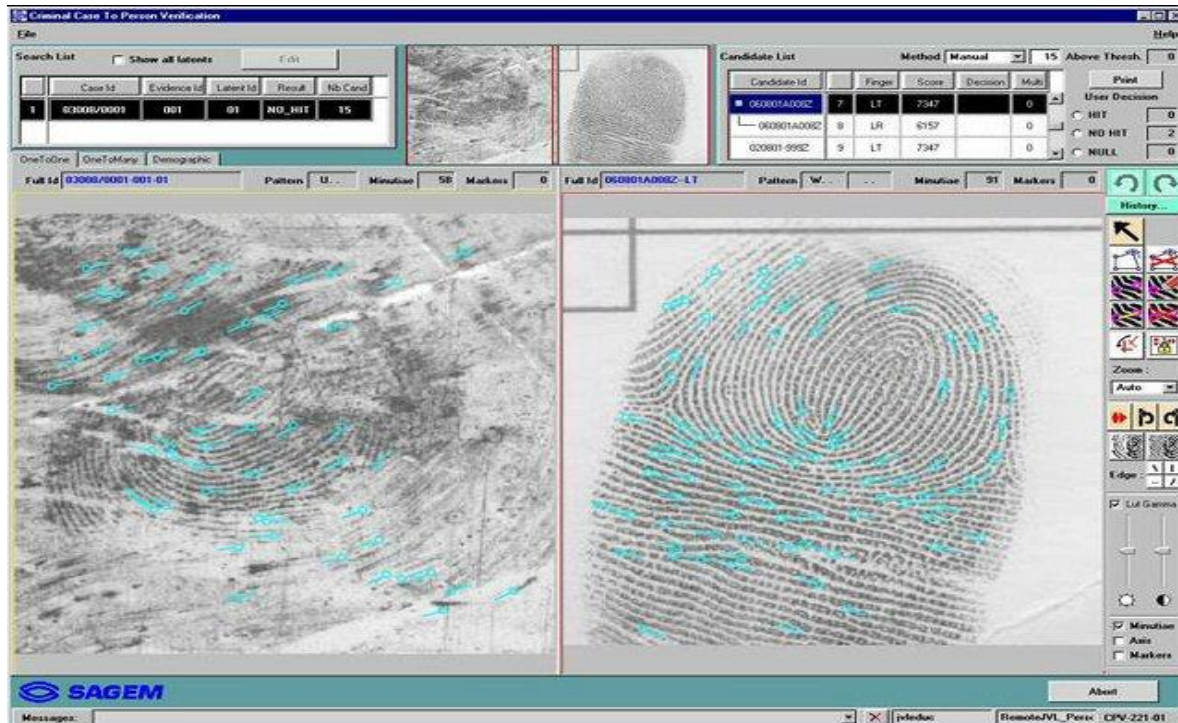 Criminal Case To Person Verification
File Help
Search List Show all latents Edit
Case Id Evidence Id Latent Id Result Nb Cand
1 03008/0001 001 01 NO_HIT 15
Candidate List Method Manual 15 Above Thresh. 0
Candidate Id Finger Score Decision Multi
060801A008Z 7 LT 7347 0
060801A008Z 8 LR 6157 0
020801-999Z 9 LT 7347 0
Print
User Decision
HIT 0
NO HIT 2
NULL 0
OneToOne OneToMany Demographic
Full Id 03008/0001-001-01 Pattern U. . Minutiae 58 Markers 0
Full Id 060801A008Z-LT Pattern W. . . . Minutiae 91 Markers 0
History...
Zoom :
Auto
Edge
Lut Gamma
Minutiae
Axis
Markers
SAGEM
Abort
Messages: jvleduc RemoteJVL_Perix CPV-221-01